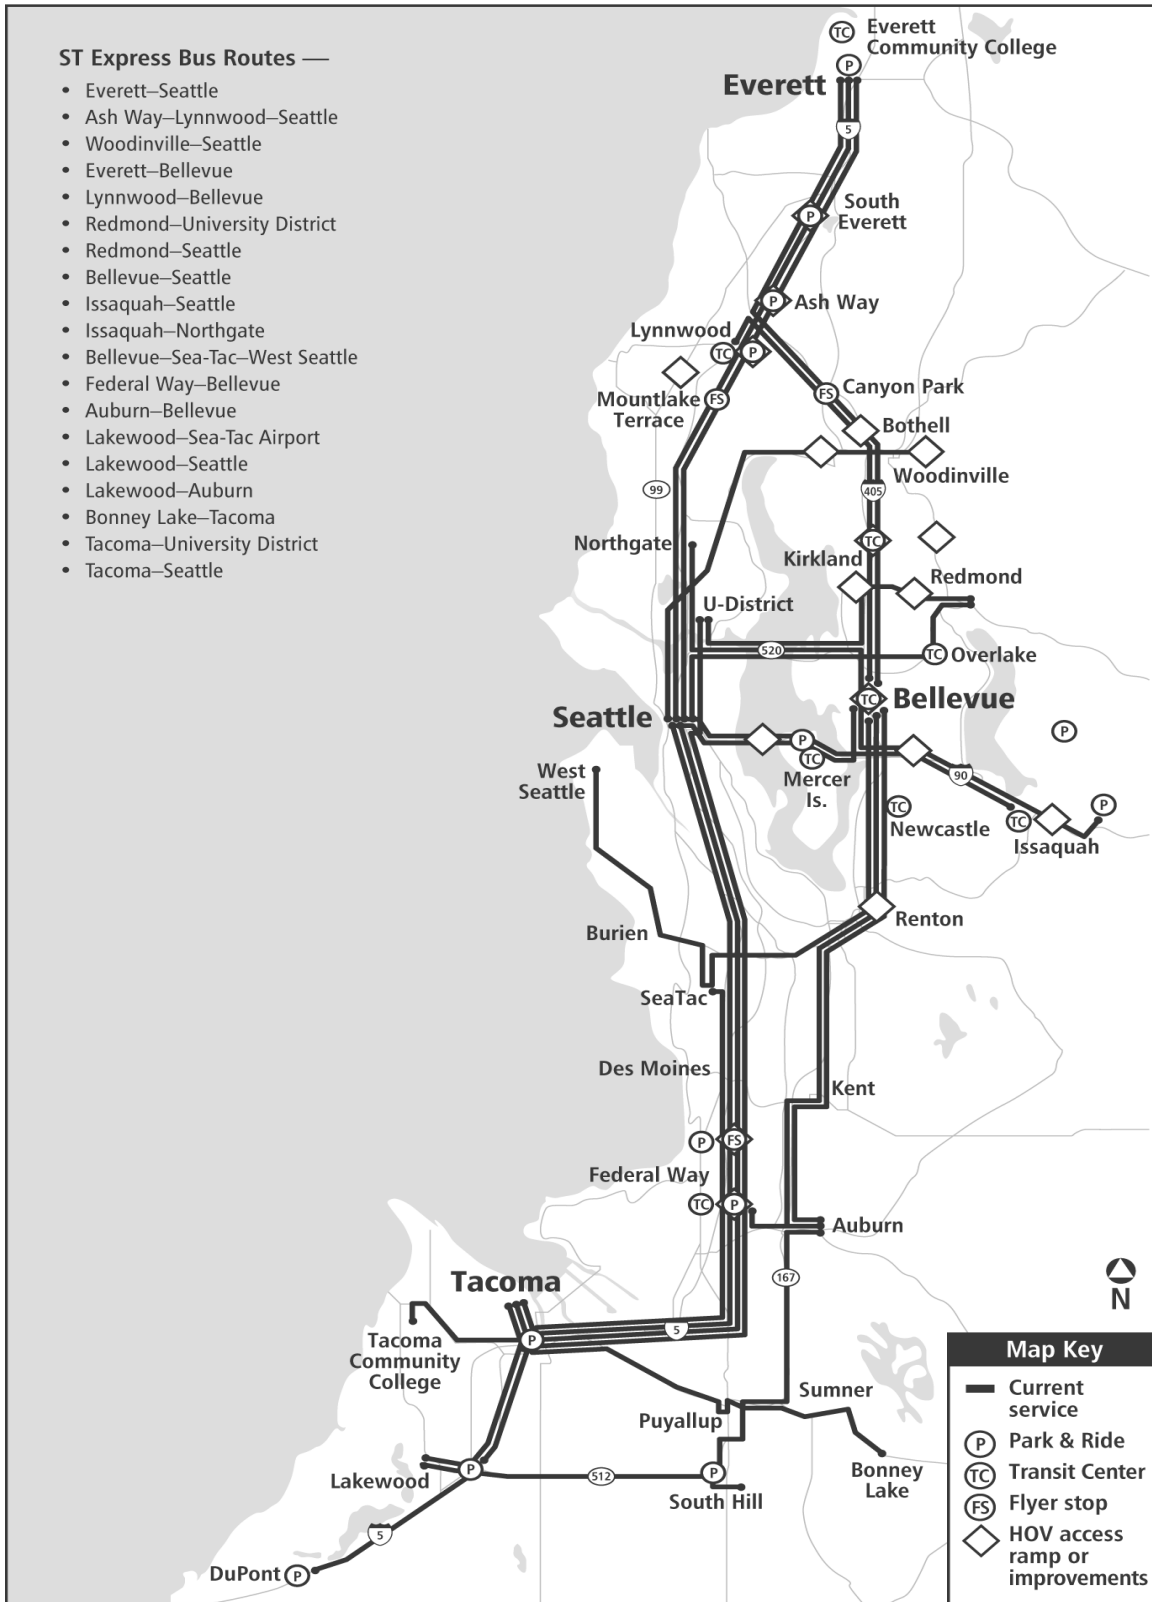 ST Express Bus Routes —
• Everett–Seattle
• Ash Way–Lynnwood–Seattle
• Woodinville–Seattle
• Everett–Bellevue
• Lynnwood–Bellevue
• Redmond–University District
• Redmond–Seattle
• Bellevue–Seattle
• Issaquah–Seattle
• Issaquah–Northgate
• Bellevue–Sea-Tac–West Seattle
• Federal Way–Bellevue
• Auburn–Bellevue
• Lakewood–Sea-Tac Airport
• Lakewood–Seattle
• Lakewood–Auburn
• Bonney Lake–Tacoma
• Tacoma–University District
• Tacoma–Seattle
TC
Everett
Community College
P
Everett
5
P
South
Everett
P
Ash Way
Lynnwood
TC
P
Mountlake
Terrace
FS
FS
Canyon Park
Bothell
Woodinville
99
405
Northgate
TC
Kirkland
Redmond
U-District
520
TC
Overlake
Seattle
TC
Bellevue
P
P
TC
Mercer
Is.
90
West
Seattle
TC
Newcastle
P
TC
Issaquah
Renton
Burien
SeaTac
Des Moines
Kent
P
FS
Federal Way
TC
P
Auburn
167
Tacoma
N
5
P
Tacoma
Community
College
Sumner
Puyallup
Lakewood
P
512
P
South Hill
Bonney
Lake
5
DuPont
P
Map Key
Current
service
P
Park & Ride
TC
Transit Center
FS
Flyer stop
HOV access
ramp or
improvements